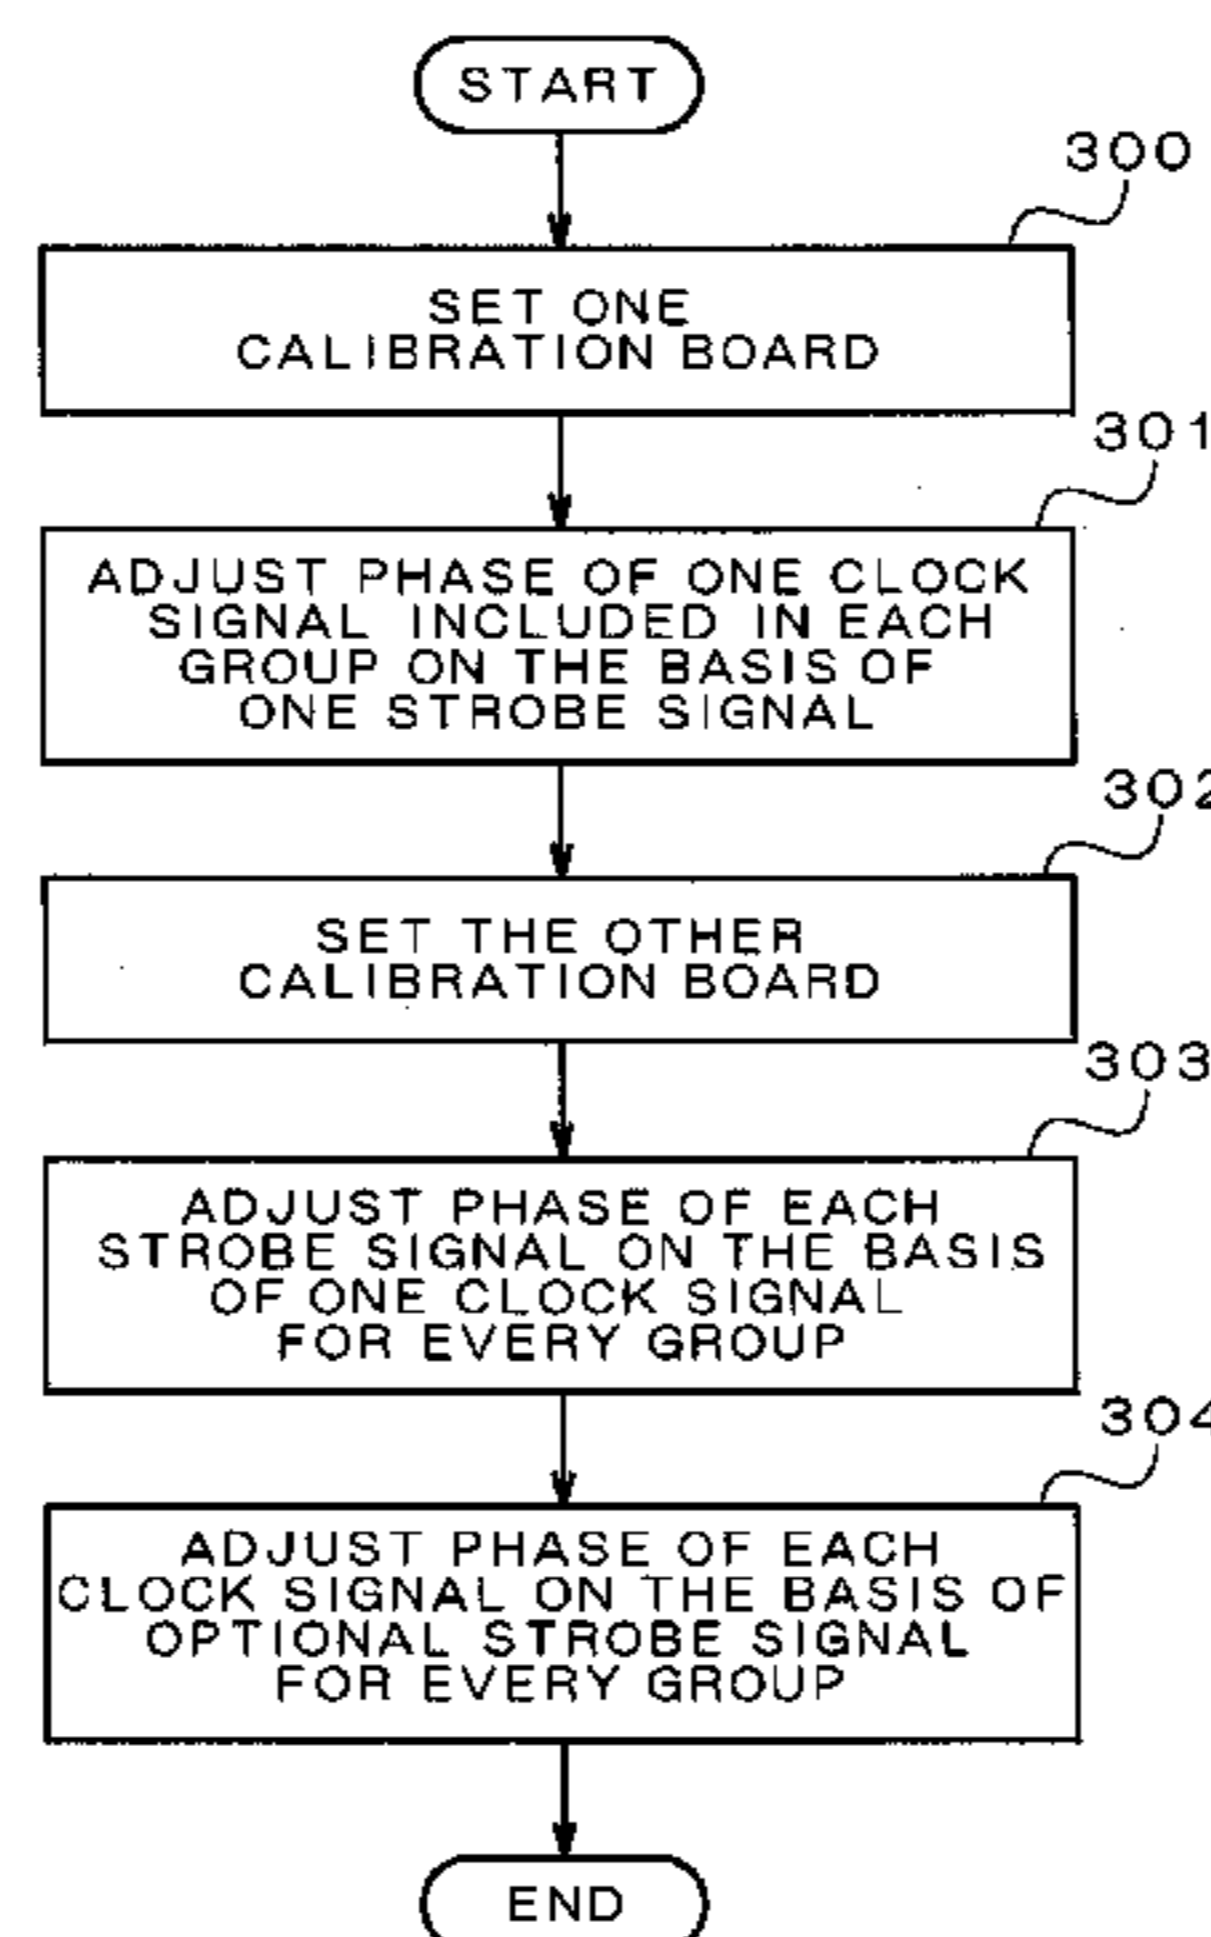 START
300
SET ONE
CALIBRATION BOARD
301
ADJUST PHASE OF ONE CLOCK
SIGNAL INCLUDED IN EACH
GROUP ON THE BASIS OF
ONE STROBE SIGNAL
302
SET THE OTHER
CALIBRATION BOARD
303
ADJUST PHASE OF EACH
STROBE SIGNAL ON THE BASIS
OF ONE CLOCK SIGNAL
FOR EVERY GROUP
304
ADJUST PHASE OF EACH
CLOCK SIGNAL ON THE BASIS OF
OPTIONAL STROBE SIGNAL
FOR EVERY GROUP
END